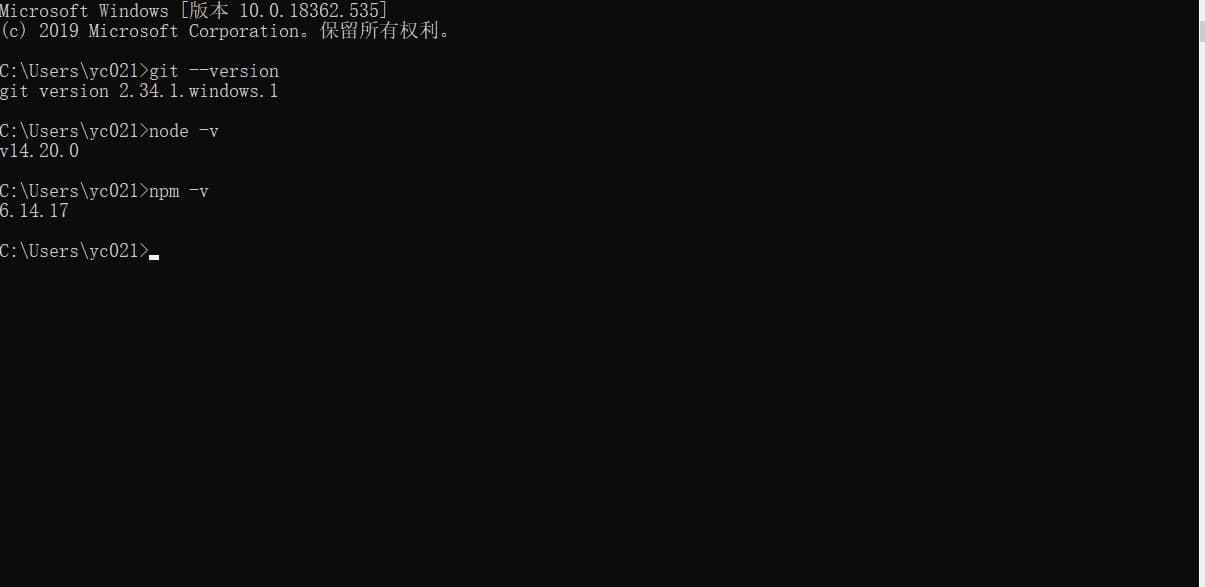 Microsoft Windows [版本 10.0.18362.535]
(c) 2019 Microsoft Corporation。保留所有权利。
C:\Users\yc021>git --version
git version 2.34.1.windows.1
C:\Users\yc021>node -v
v14.20.0
C:\Users\yc021>npm -v
6.14.17
C:\Users\yc021>